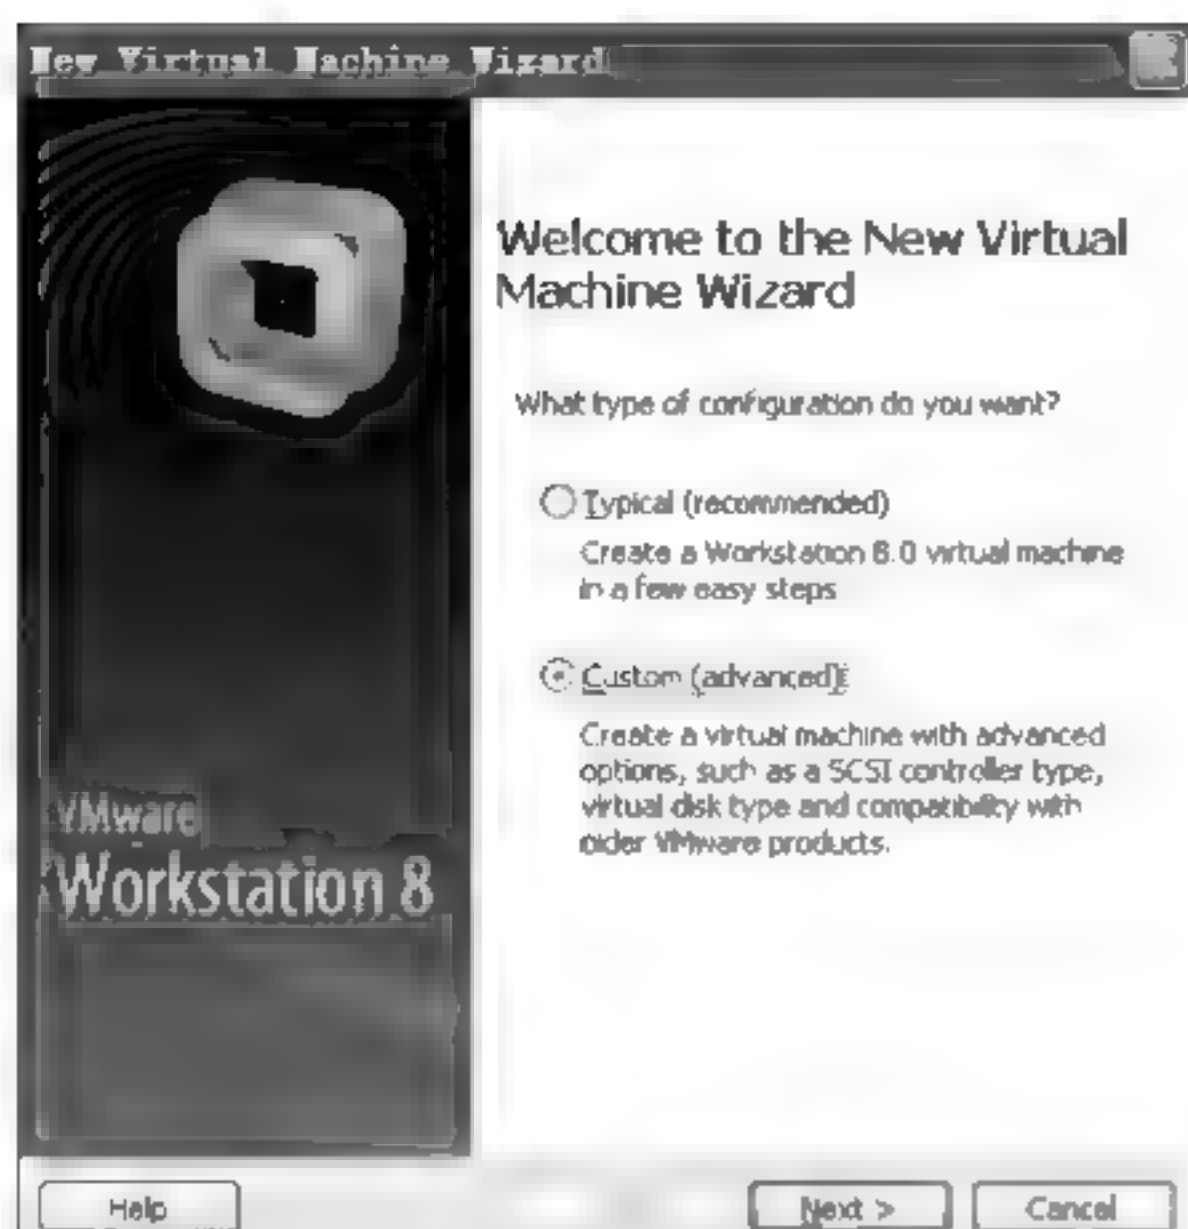 New Virtual Machine Wizard
Welcome to the New Virtual
Machine Wizard
What type of configuration do you want?
Typical (recommended)
Create a Workstation 8.0 virtual machine
in a few easy steps
Custom (advanced)
Create a virtual machine with advanced
options, such as a SCSI controller type,
virtual disk type and compatibility with
older VMware products.
VMware
Workstation 8
Help
Next >
Cancel